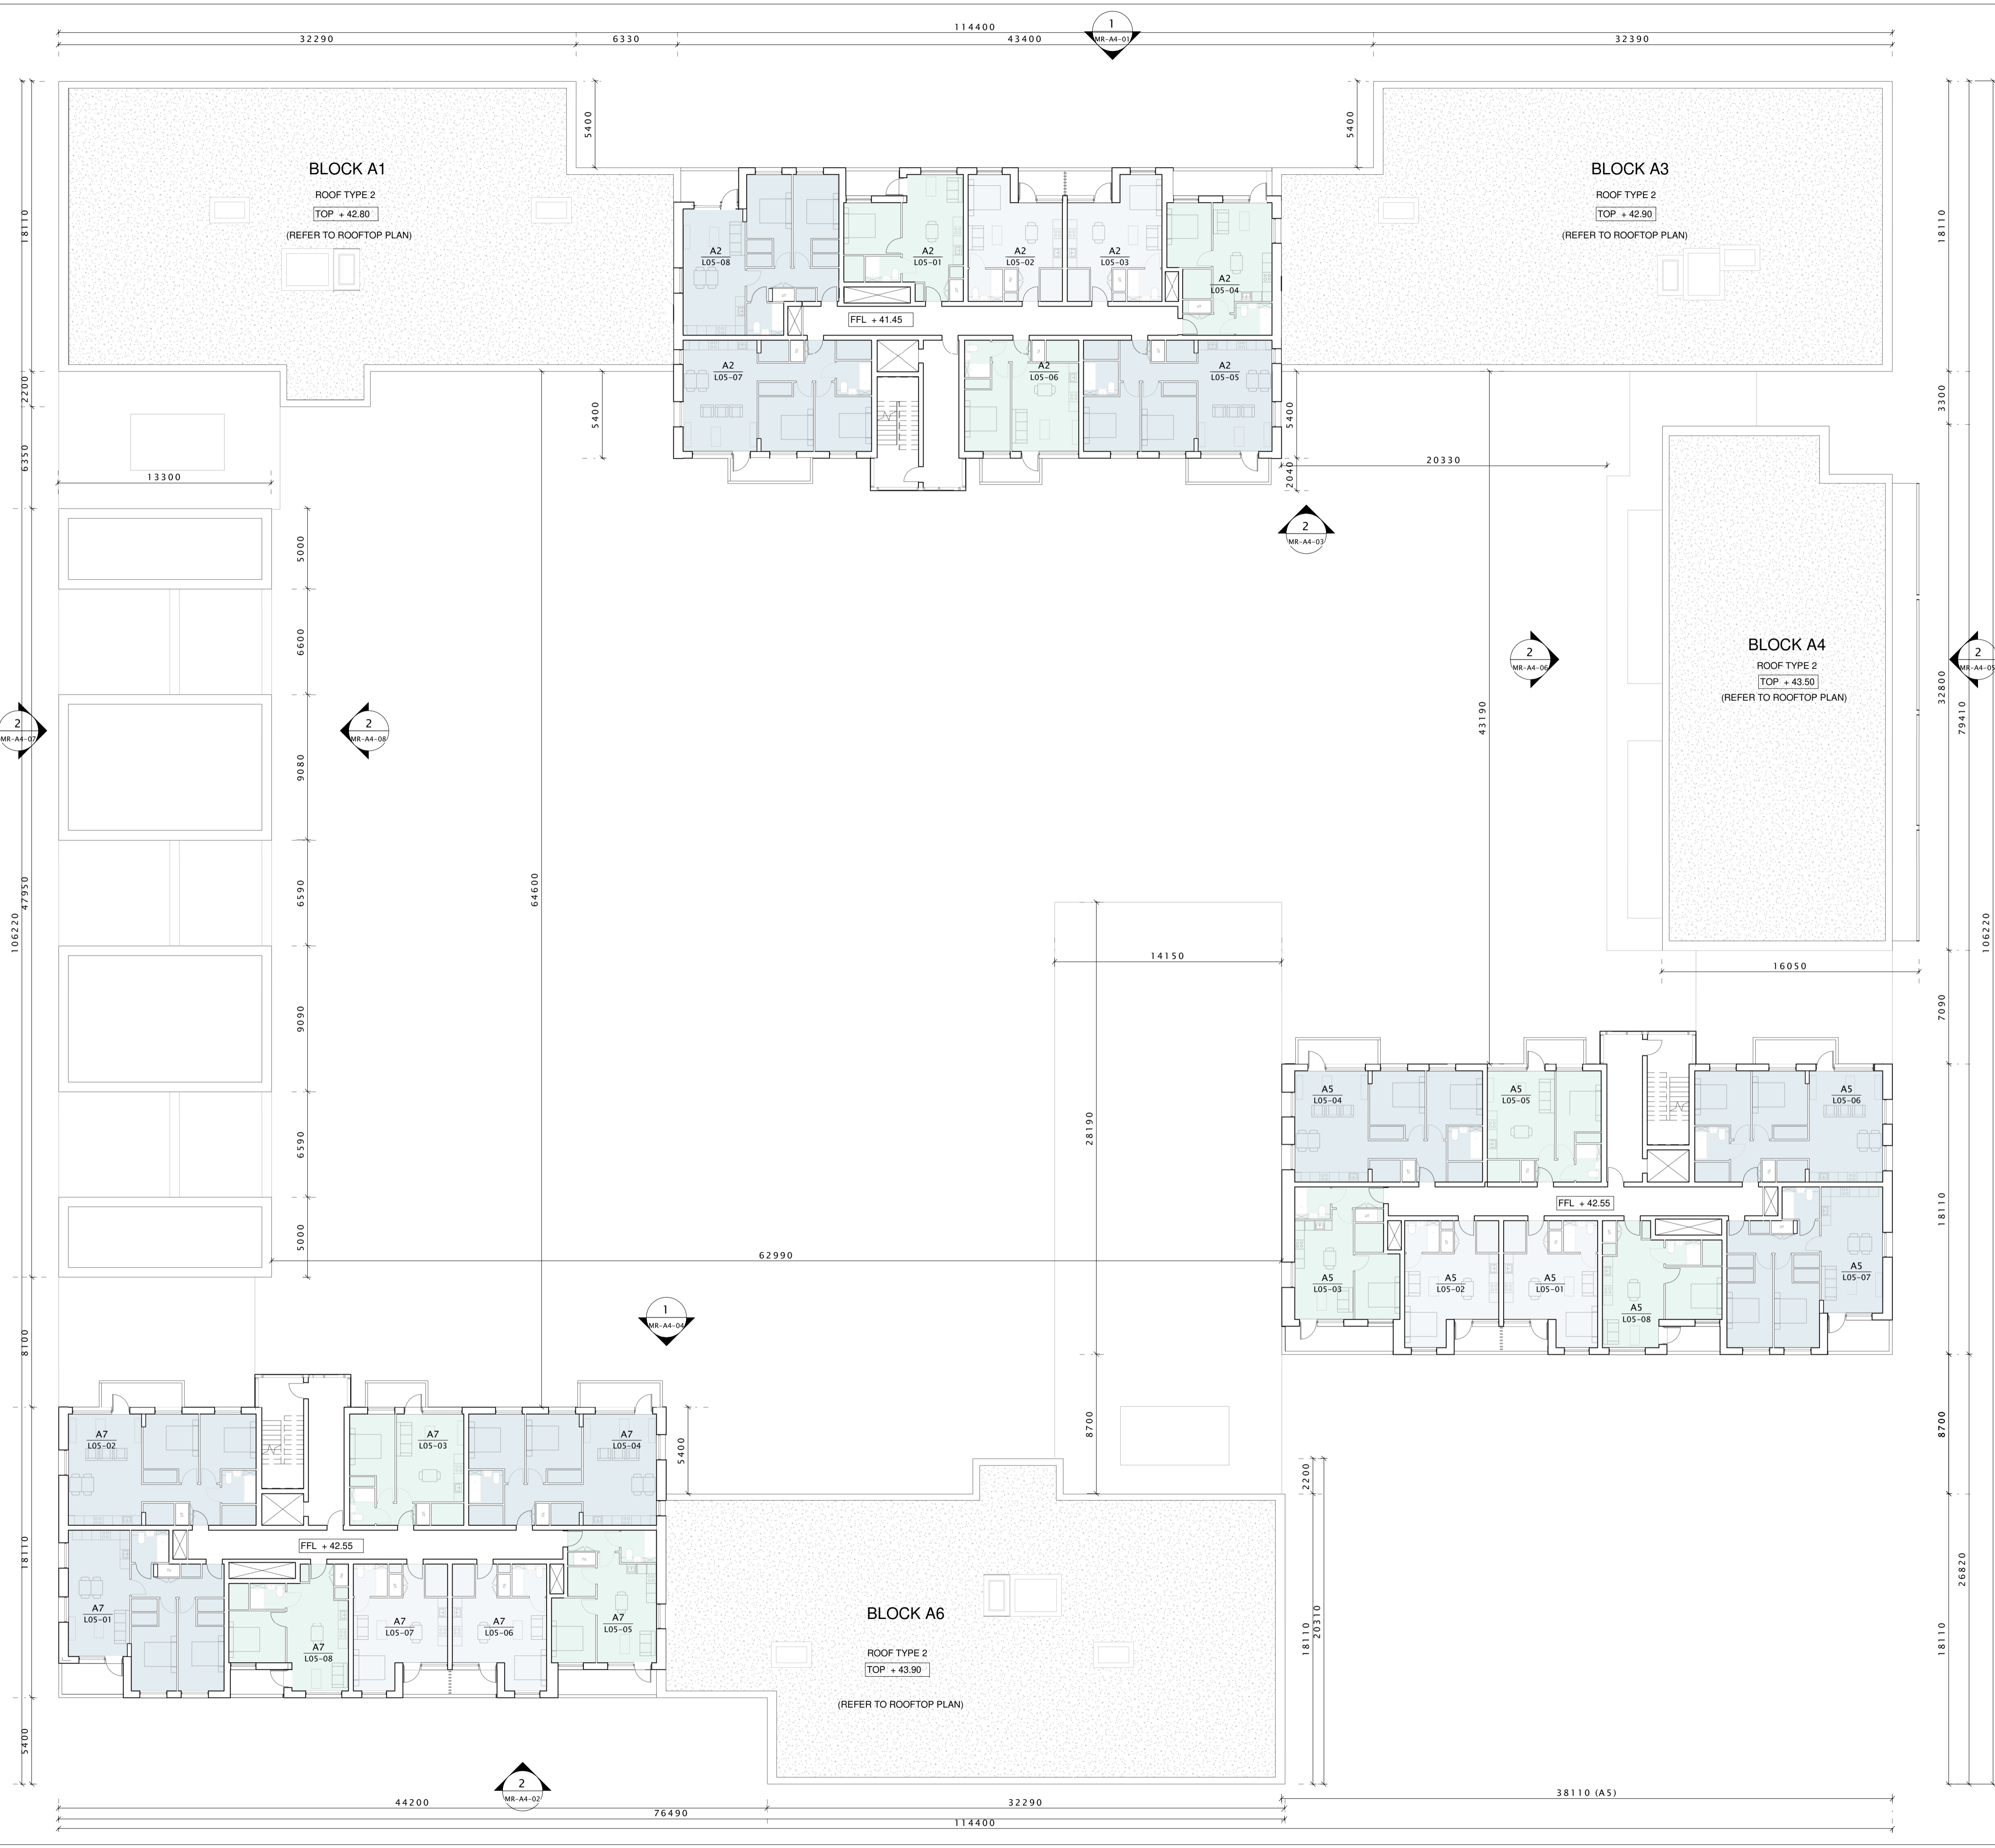 114400
32290
6330
43400
32390
1
MR-A4-01
5400
5400
BLOCK A1
ROOF TYPE 2
TOP + 42.80
(REFER TO ROOFTOP PLAN)
BLOCK A3
ROOF TYPE 2
TOP + 42.90
(REFER TO ROOFTOP PLAN)
18110
18110
A2
L05-08
A2
L05-01
A2
L05-02
A2
L05-03
A2
L05-04
FFL + 41.45
A2
L05-07
A2
L05-06
A2
L05-05
2200
6350
13300
5400
5400
2040
20330
3300
5000
6600
9080
6590
9090
6590
5000
2
MR-A4-03
2
MR-A4-06
2
MR-A4-05
2
MR-A4-07
2
MR-A4-08
BLOCK A4
ROOF TYPE 2
TOP + 43.50
(REFER TO ROOFTOP PLAN)
43190
32800
79410
106220
106220
47950
64600
14150
16050
7090
28190
A5
L05-04
A5
L05-05
A5
L05-06
FFL + 42.55
A5
L05-03
A5
L05-02
A5
L05-01
A5
L05-08
A5
L05-07
18110
62990
1
MR-A4-04
8100
8700
8700
A7
L05-02
A7
L05-03
A7
L05-04
5400
2200
FFL + 42.55
A7
L05-01
A7
L05-08
A7
L05-07
A7
L05-06
A7
L05-05
18110
BLOCK A6
ROOF TYPE 2
TOP + 43.90
(REFER TO ROOFTOP PLAN)
18110
20310
26820
18110
5400
2
MR-A4-02
44200
32290
38110 (A5)
76490
114400